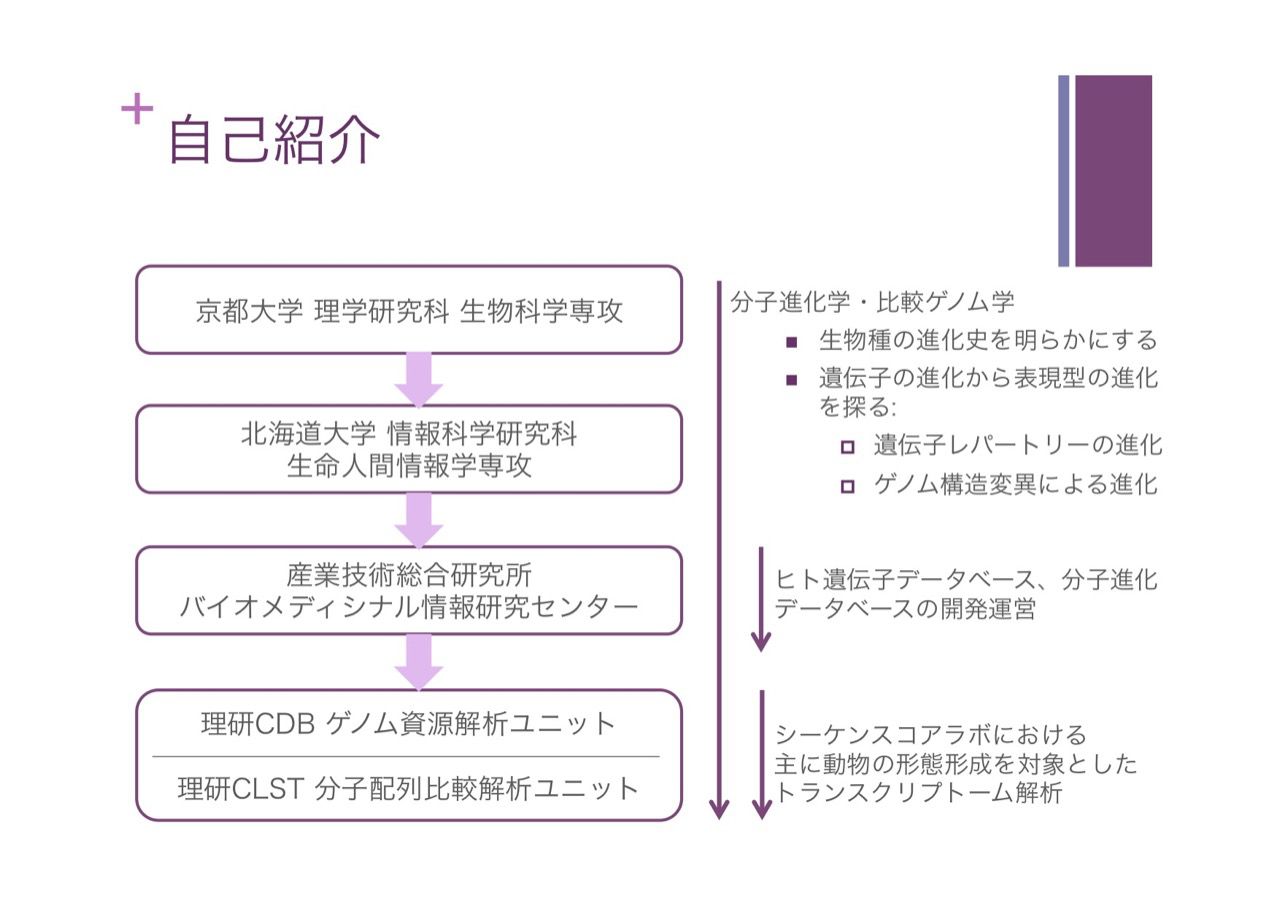 +
自己紹介
京都大学 理学研究科 生物科学専攻
北海道大学 情報科学研究科
生命人間情報学専攻
産業技術総合研究所
バイオメディシナル情報研究センター
理研CDB ゲノム資源解析ユニット
理研CLST 分子配列比較解析ユニット
分子進化学・比較ゲノム学
生物種の進化史を明らかにする
遺伝子の進化から表現型の進化
を探る:
遺伝子レパートリーの進化
ゲノム構造変異による進化
ヒト遺伝子データベース、分子進化
データベースの開発運営
シーケンスコアラボにおける
主に動物の形態形成を対象とした
トランスクリプトーム解析